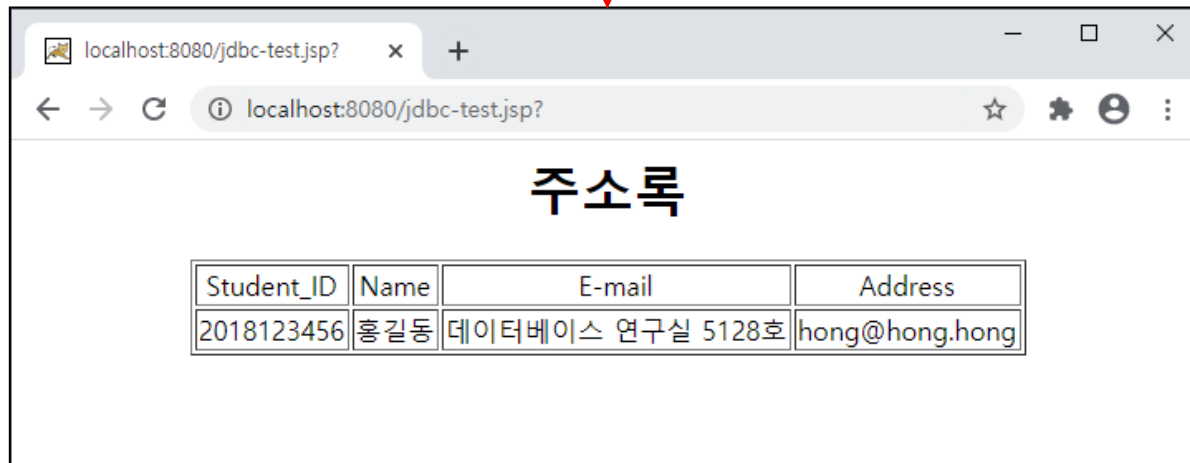 localhost:8080/jdbc-test.jsp?
localhost:8080/jdbc-test.jsp?
주소록
Student_ID Name E-mail Address
2018123456 홍길동 데이터베이스 연구실 5128호 hong@hong.hong